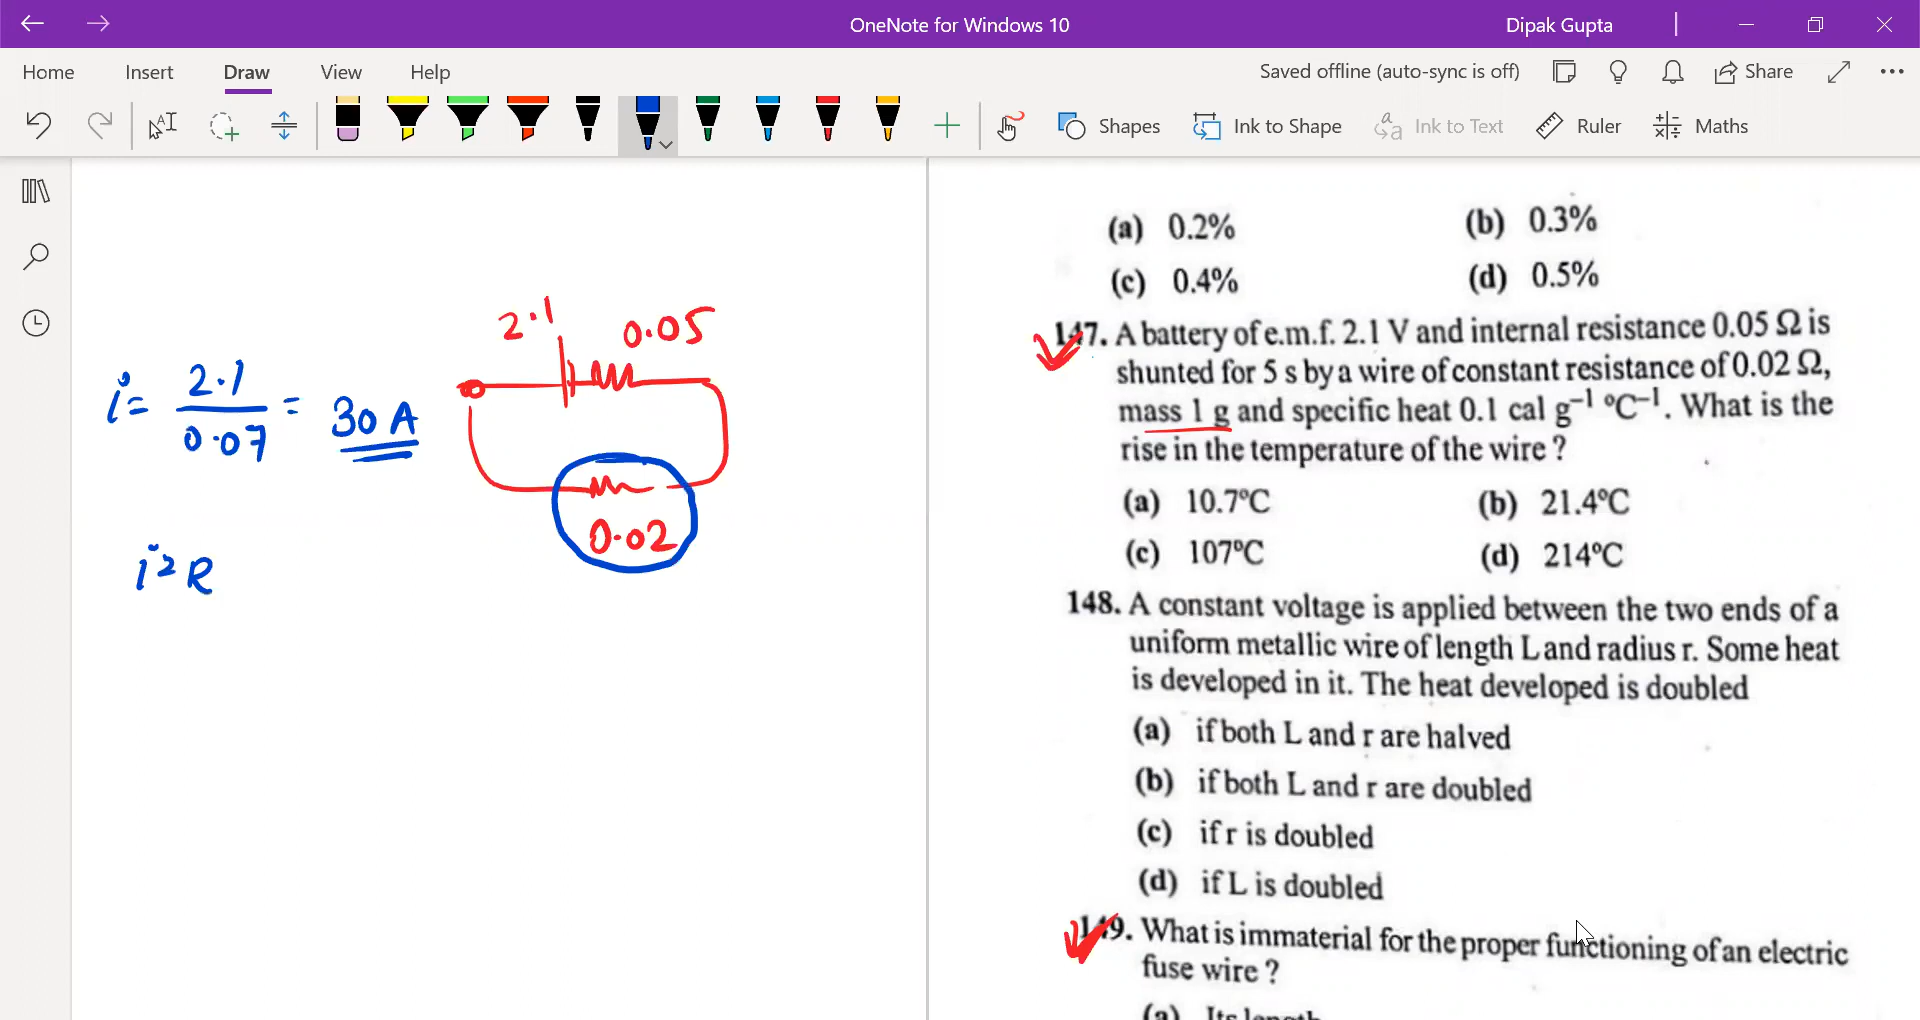 OneNote for Windows 10
Dipak Gupta
Home Insert Draw View Help
Saved offline (auto-sync is off) Share
Shapes Ink to Shape Ink to Text Ruler Maths
2.1 0.05
i= 2.1/0.07 = 30 A
0.02
i²R
(a) 0.2% (b) 0.3%
(c) 0.4% (d) 0.5%
147. A battery of e.m.f. 2.1 V and internal resistance 0.05 Ω is
shunted for 5 s by a wire of constant resistance of 0.02 Ω,
mass 1 g and specific heat 0.1 cal g⁻¹ °C⁻¹. What is the
rise in the temperature of the wire ?
(a) 10.7°C (b) 21.4°C
(c) 107°C (d) 214°C
148. A constant voltage is applied between the two ends of a
uniform metallic wire of length L and radius r. Some heat
is developed in it. The heat developed is doubled
(a) if both L and r are halved
(b) if both L and r are doubled
(c) if r is doubled
(d) if L is doubled
149. What is immaterial for the proper functioning of an electric
fuse wire ?
(a) Its length